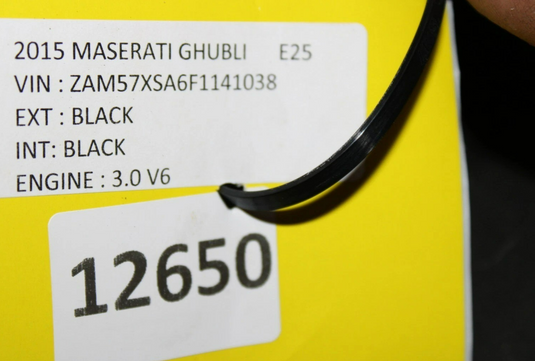 2015 MASERATI GHUBLI E25
VIN : ZAM57XSA6F1141038
EXT : BLACK
INT: BLACK
ENGINE : 3.0 V6
12650